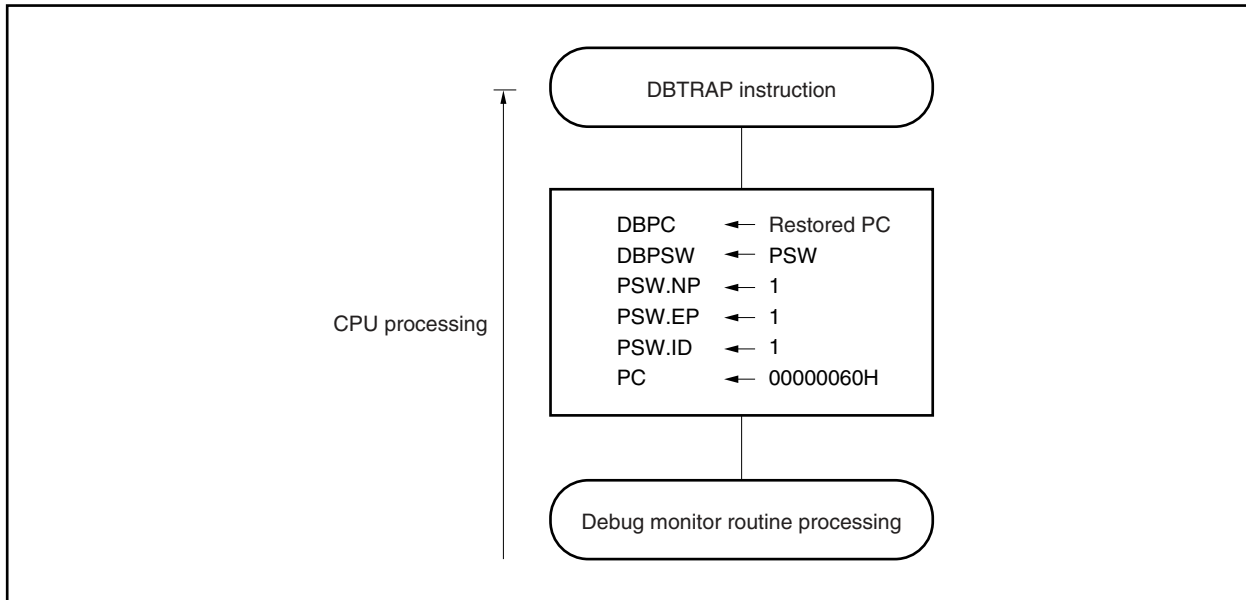 DBTRAP instruction
DBPC ← Restored PC
DBPSW ← PSW
PSW.NP ← 1
PSW.EP ← 1
PSW.ID ← 1
PC ← 00000060H
CPU processing
Debug monitor routine processing